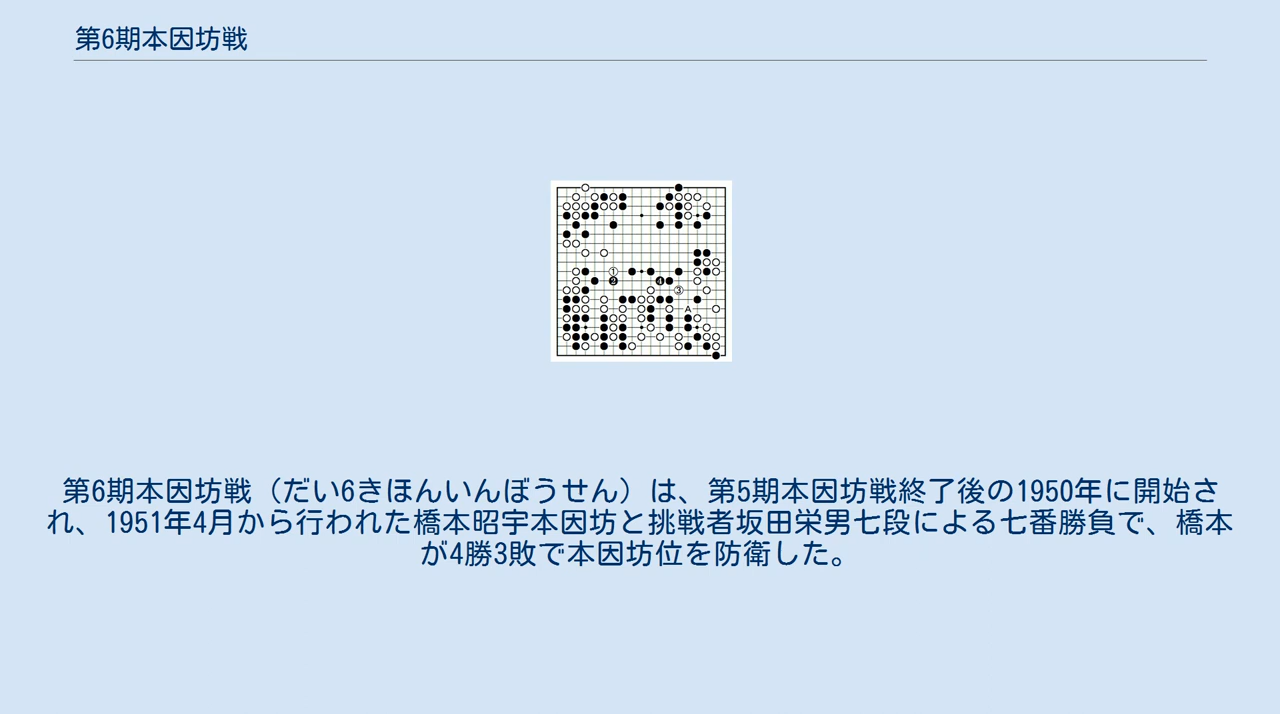 第6期本因坊戦
①
❷
❹
③
A
第6期本因坊戦（だい6きほんいんぼうせん）は、第5期本因坊戦終了後の1950年に開始さ
れ、1951年4月から行われた橋本昭宇本因坊と挑戦者坂田栄男七段による七番勝負で、橋本
が4勝3敗で本因坊位を防衛した。